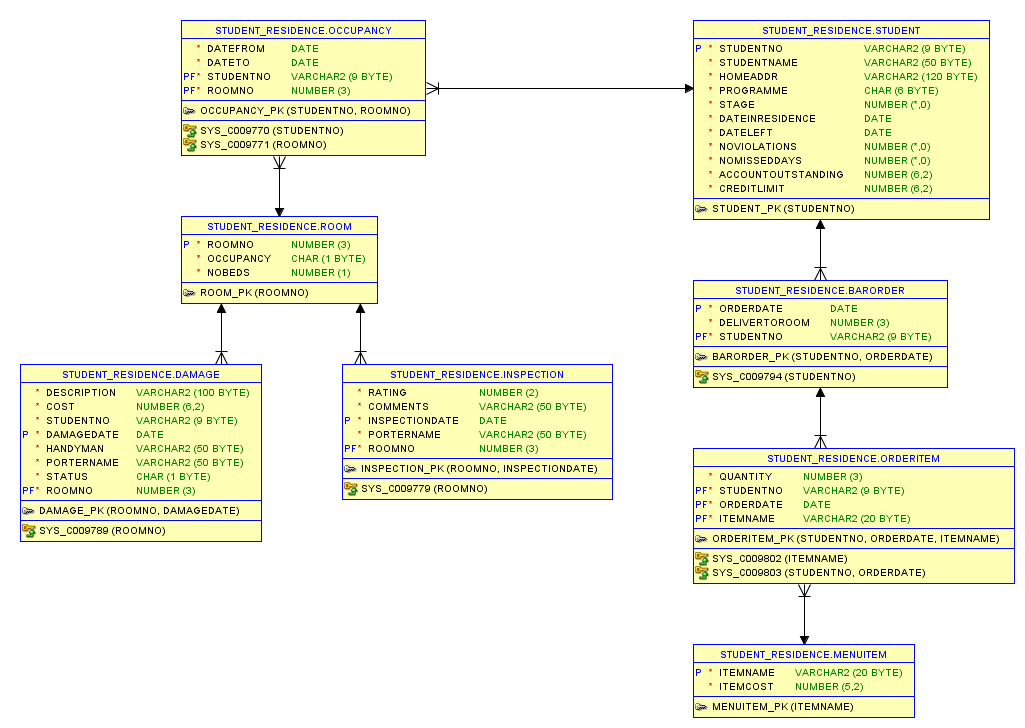 STUDENT_RESIDENCE.OCCUPANCY
* DATEFROM DATE
* DATETO DATE
PF* STUDENTNO VARCHAR2 (9 BYTE)
PF* ROOMNO NUMBER (3)
OCCUPANCY_PK (STUDENTNO, ROOMNO)
SYS_C009770 (STUDENTNO)
SYS_C009771 (ROOMNO)
STUDENT_RESIDENCE.STUDENT
P * STUDENTNO VARCHAR2 (9 BYTE)
* STUDENTNAME VARCHAR2 (50 BYTE)
* HOMEADDR VARCHAR2 (120 BYTE)
* PROGRAMME CHAR (6 BYTE)
* STAGE NUMBER (*,0)
* DATEINRESIDENCE DATE
* DATELEFT DATE
* NOVIOLATIONS NUMBER (*,0)
* NOMISSEDDAYS NUMBER (*,0)
* ACCOUNTOUTSTANDING NUMBER (6,2)
* CREDITLIMIT NUMBER (6,2)
STUDENT_PK (STUDENTNO)
STUDENT_RESIDENCE.ROOM
P * ROOMNO NUMBER (3)
* OCCUPANCY CHAR (1 BYTE)
* NOBEDS NUMBER (1)
ROOM_PK (ROOMNO)
STUDENT_RESIDENCE.BARORDER
P * ORDERDATE DATE
* DELIVERTOROOM NUMBER (3)
PF* STUDENTNO VARCHAR2 (9 BYTE)
BARORDER_PK (STUDENTNO, ORDERDATE)
SYS_C009794 (STUDENTNO)
STUDENT_RESIDENCE.DAMAGE
* DESCRIPTION VARCHAR2 (100 BYTE)
* COST NUMBER (6,2)
* STUDENTNO VARCHAR2 (9 BYTE)
P * DAMAGEDATE DATE
* HANDYMAN VARCHAR2 (50 BYTE)
* PORTERNAME VARCHAR2 (50 BYTE)
* STATUS CHAR (1 BYTE)
PF* ROOMNO NUMBER (3)
DAMAGE_PK (ROOMNO, DAMAGEDATE)
SYS_C009789 (ROOMNO)
STUDENT_RESIDENCE.INSPECTION
* RATING NUMBER (2)
* COMMENTS VARCHAR2 (50 BYTE)
P * INSPECTIONDATE DATE
* PORTERNAME VARCHAR2 (50 BYTE)
PF* ROOMNO NUMBER (3)
INSPECTION_PK (ROOMNO, INSPECTIONDATE)
SYS_C009779 (ROOMNO)
STUDENT_RESIDENCE.ORDERITEM
* QUANTITY NUMBER (3)
PF* STUDENTNO VARCHAR2 (9 BYTE)
PF* ORDERDATE DATE
PF* ITEMNAME VARCHAR2 (20 BYTE)
ORDERITEM_PK (STUDENTNO, ORDERDATE, ITEMNAME)
SYS_C009802 (ITEMNAME)
SYS_C009803 (STUDENTNO, ORDERDATE)
STUDENT_RESIDENCE.MENUITEM
P * ITEMNAME VARCHAR2 (20 BYTE)
* ITEMCOST NUMBER (5,2)
MENUITEM_PK (ITEMNAME)